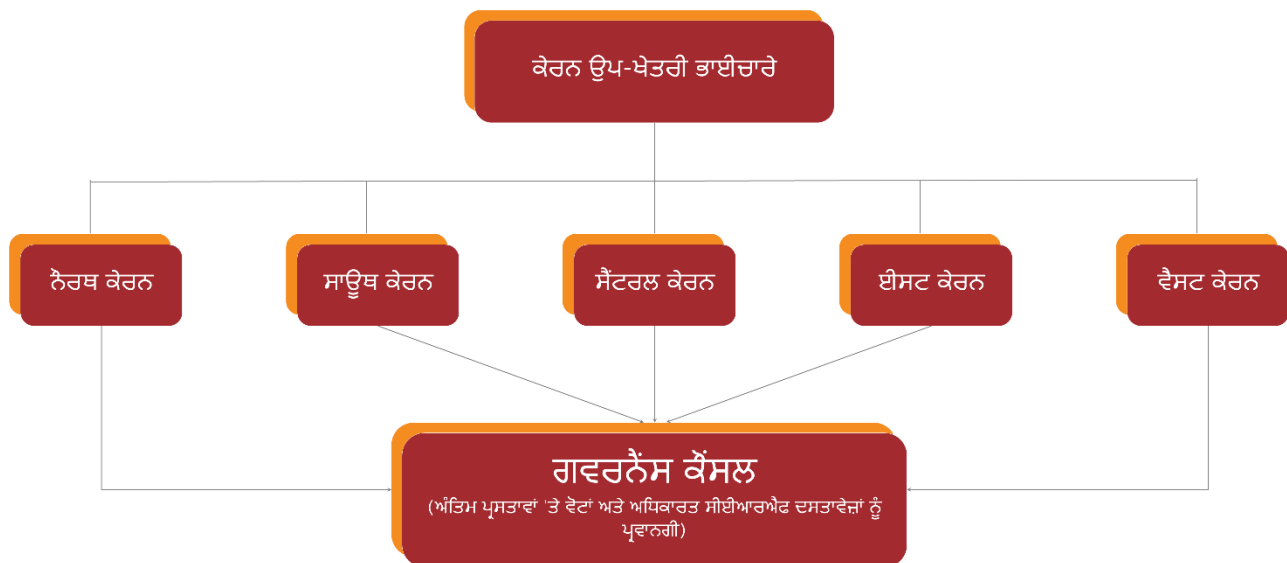 ਕੇਰਨ ਉਪ-ਖੇਤਰੀ ਭਾਈਚਾਰੇ
ਨੋਰਥ ਕੇਰਨ
ਸਾਊਥ ਕੇਰਨ
ਸੈਂਟਰਲ ਕੇਰਨ
ਈਸਟ ਕੇਰਨ
ਵੈਸਟ ਕੇਰਨ
ਗਵਰਨੈਂਸ ਕੌਂਸਲ
(ਅੰਤਿਮ ਪ੍ਰਸਤਾਵਾਂ 'ਤੇ ਵੋਟਾਂ ਅਤੇ ਅਧਿਕਾਰਤ ਸੀਈਆਰਐਫ ਦਸਤਾਵੇਜ਼ਾਂ ਨੂੰ
ਪ੍ਰਵਾਨਗੀ)